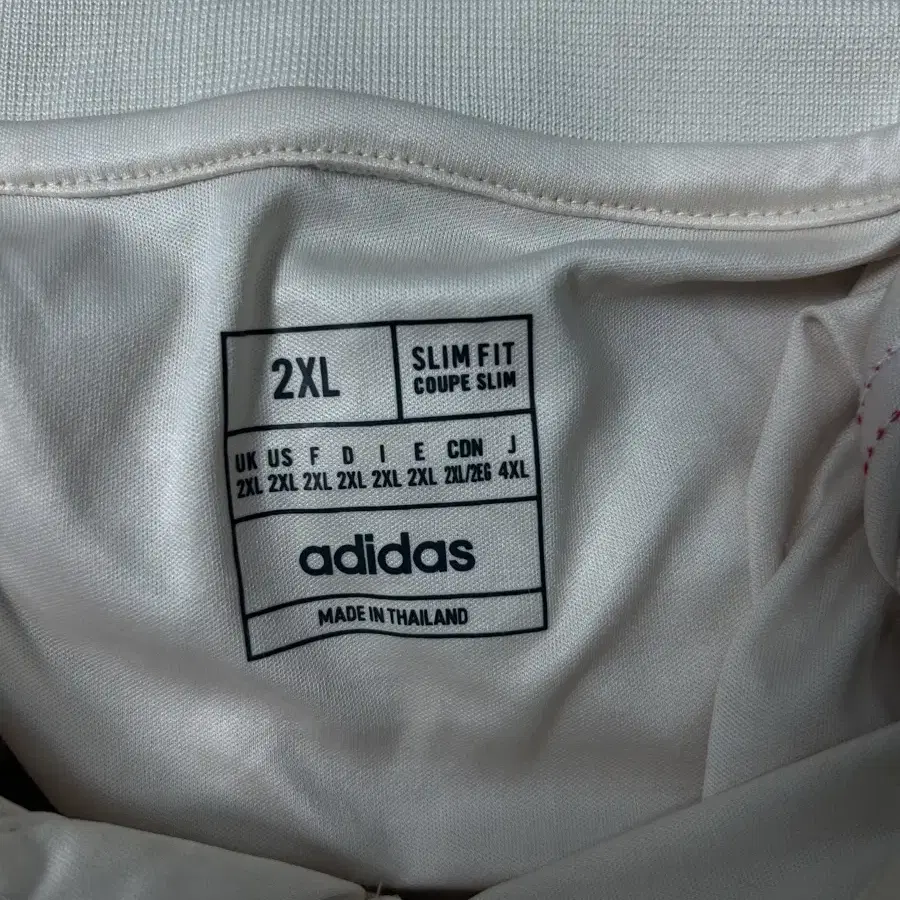 2XL
SLIM FIT
COUPE SLIM
UK US F D I E CDN J
2XL 2XL 2XL 2XL 2XL 2XL 2XL/2EG 4XL
adidas
MADE IN THAILAND